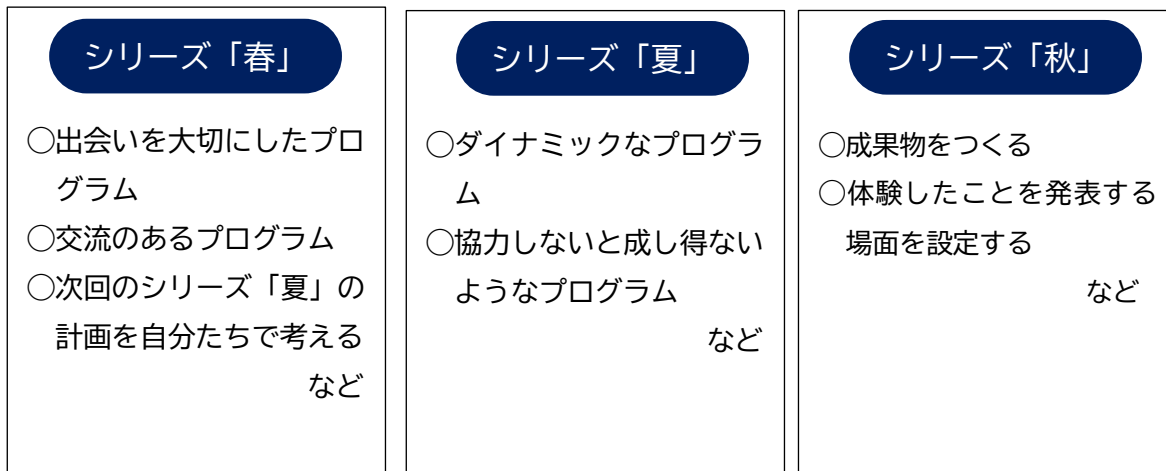 シリーズ「春」
○出会いを大切にしたプロ
グラム
○交流のあるプログラム
○次回のシリーズ「夏」の
計画を自分たちで考える
など
シリーズ「夏」
○ダイナミックなプログラ
ム
○協力しないと成し得ない
ようなプログラム
など
シリーズ「秋」
○成果物をつくる
○体験したことを発表する
場面を設定する
など